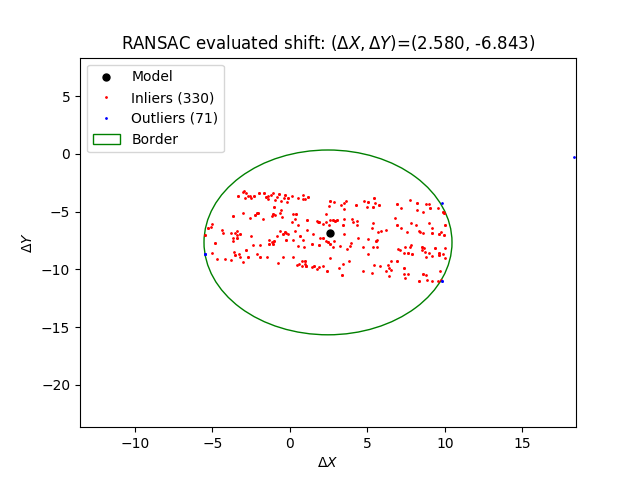 RANSAC evaluated shift: (ΔX, ΔY)=(2.580, -6.843)
Model
Inliers (330)
Outliers (71)
Border
5
0
−5
−10
−15
−20
ΔY
−10
−5
0
5
10
15
ΔX